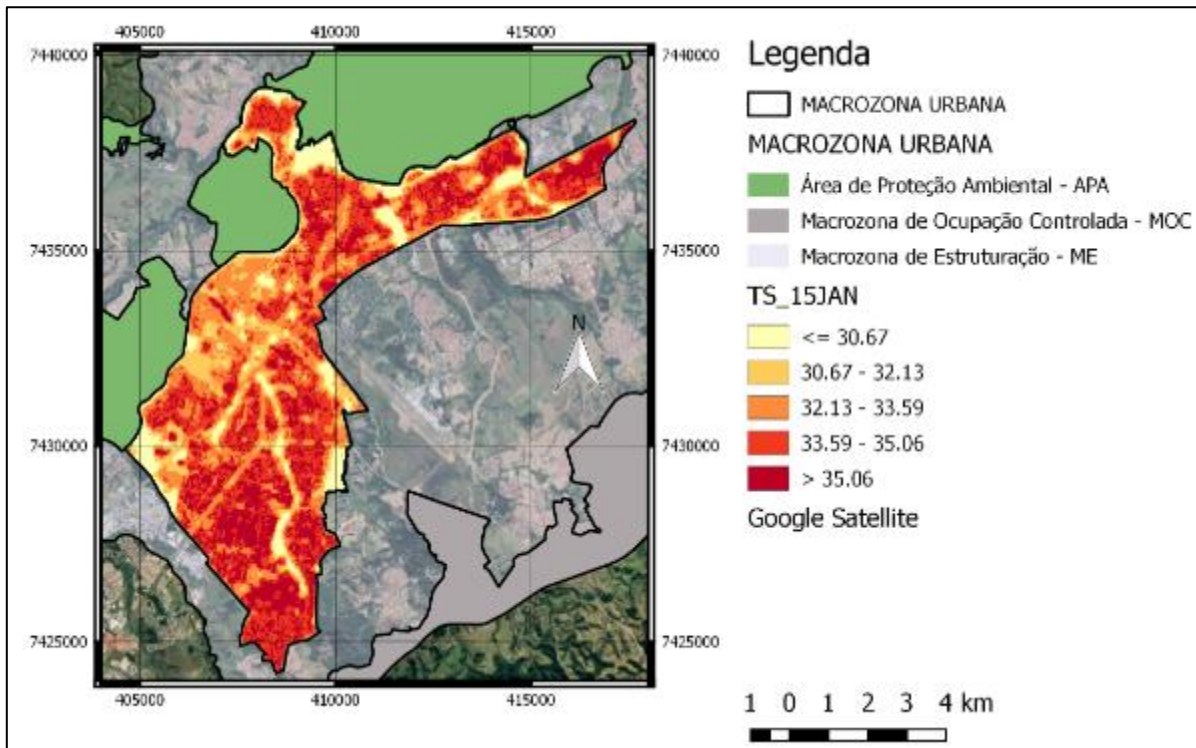 405000 410000 415000
7440000 7440000
7435000 7435000
7430000 7430000
7425000 7425000
405000 410000 415000
N
Legenda
MACROZONA URBANA
MACROZONA URBANA
Área de Proteção Ambiental - APA
Macrozona de Ocupação Controlada - MOC
Macrozona de Estruturação - ME
TS_15JAN
<= 30.67
30.67 - 32.13
32.13 - 33.59
33.59 - 35.06
> 35.06
Google Satellite
1 0 1 2 3 4 km